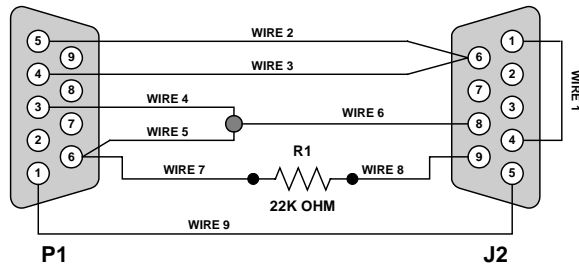 WIRE 2
WIRE 3
WIRE 4
WIRE 5
WIRE 6
WIRE 7
R1
22K OHM
WIRE 8
WIRE 9
WIRE 1
5
9
4
8
3
7
2
6
1
1
6
2
7
3
8
4
9
5
P1
J2